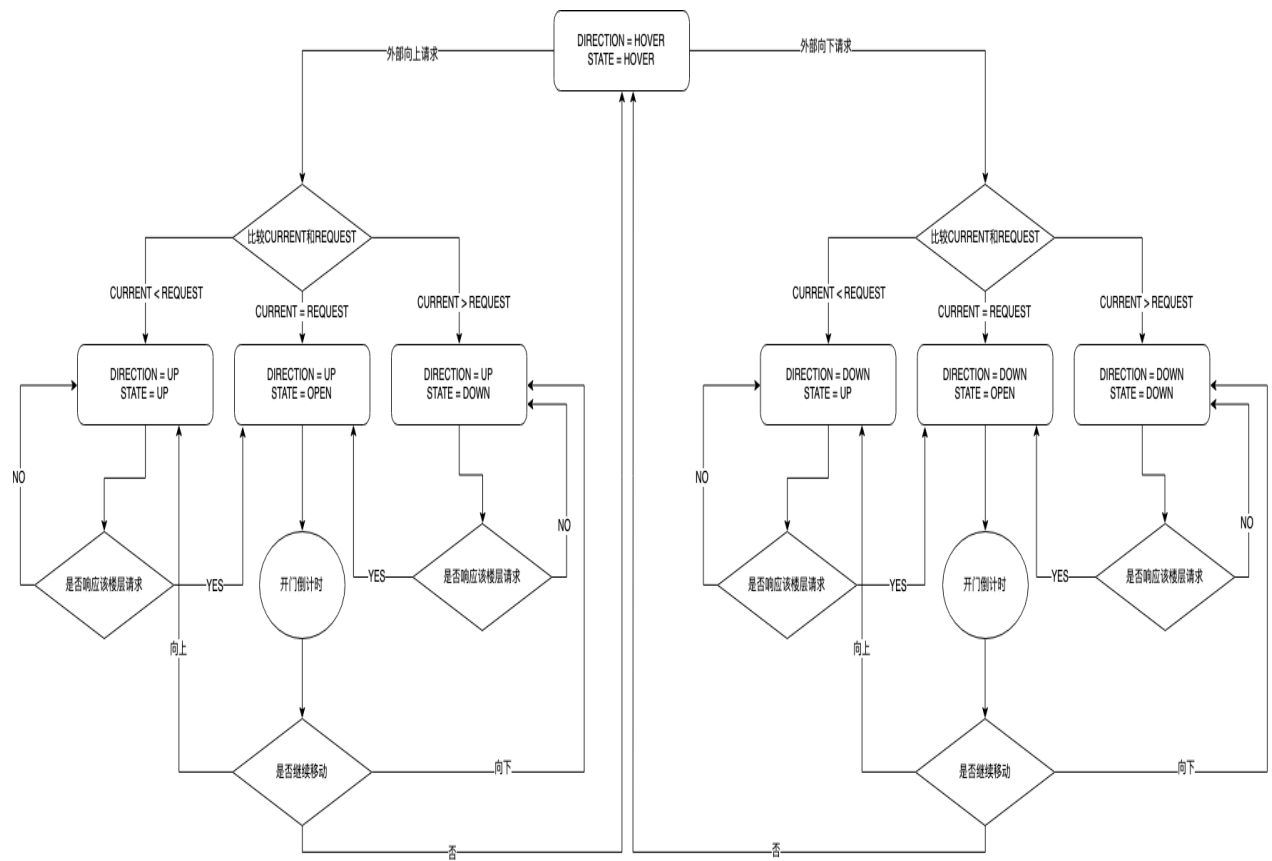 DIRECTION = HOVER
STATE = HOVER
外部向上请求
外部向下请求
比较CURRENT和REQUEST
CURRENT < REQUEST
CURRENT = REQUEST
CURRENT > REQUEST
DIRECTION = UP
STATE = UP
DIRECTION = UP
STATE = OPEN
DIRECTION = UP
STATE = DOWN
NO
是否响应该楼层请求
YES
开门倒计时
YES
是否响应该楼层请求
NO
向上
是否继续移动
向下
否
比较CURRENT和REQUEST
CURRENT < REQUEST
CURRENT = REQUEST
CURRENT > REQUEST
DIRECTION = DOWN
STATE = UP
DIRECTION = DOWN
STATE = OPEN
DIRECTION = DOWN
STATE = DOWN
NO
是否响应该楼层请求
YES
开门倒计时
YES
是否响应该楼层请求
NO
向上
是否继续移动
向下
否